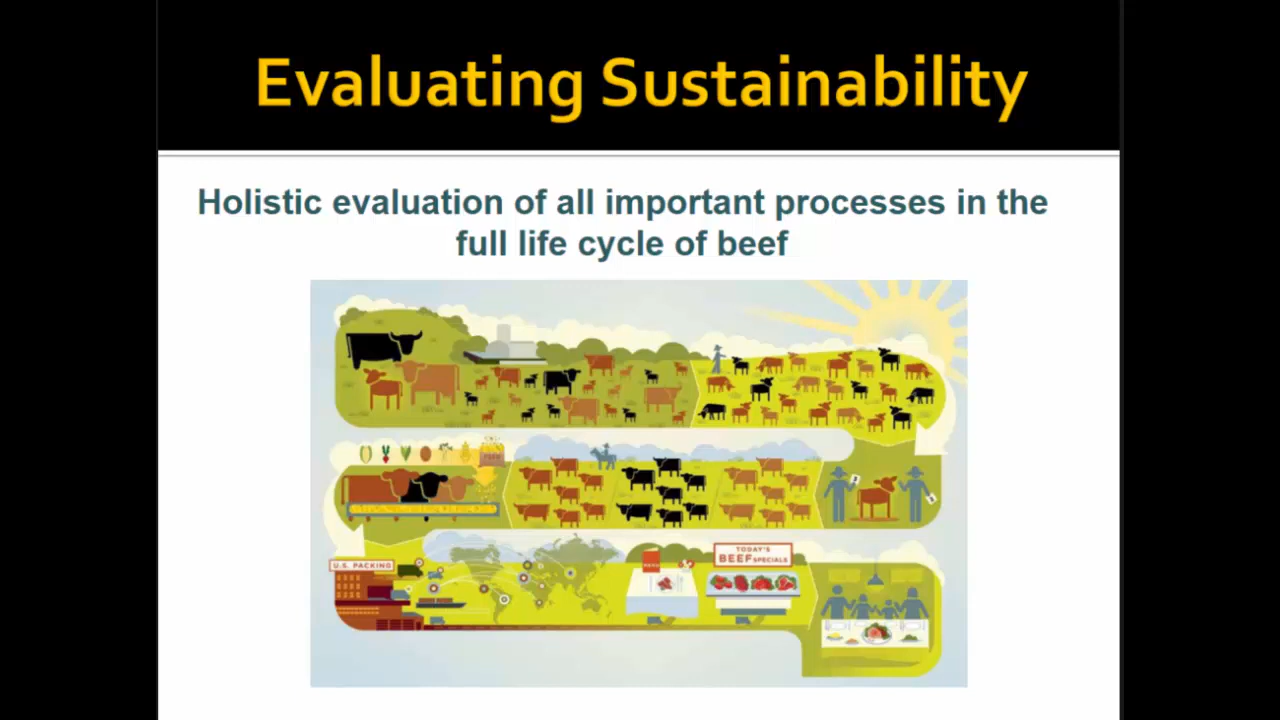 Evaluating Sustainability
Holistic evaluation of all important processes in the
full life cycle of beef
U.S. PACKING
TODAY'S
BEEF SPECIALS